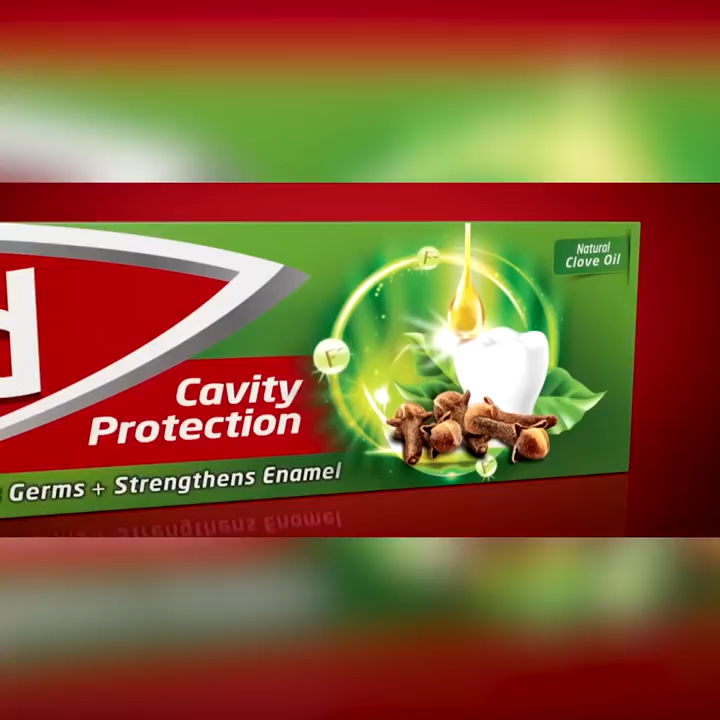 d
Natural
Clove Oil
F⁻
F⁻
Cavity
Protection
Germs + Strengthens Enamel